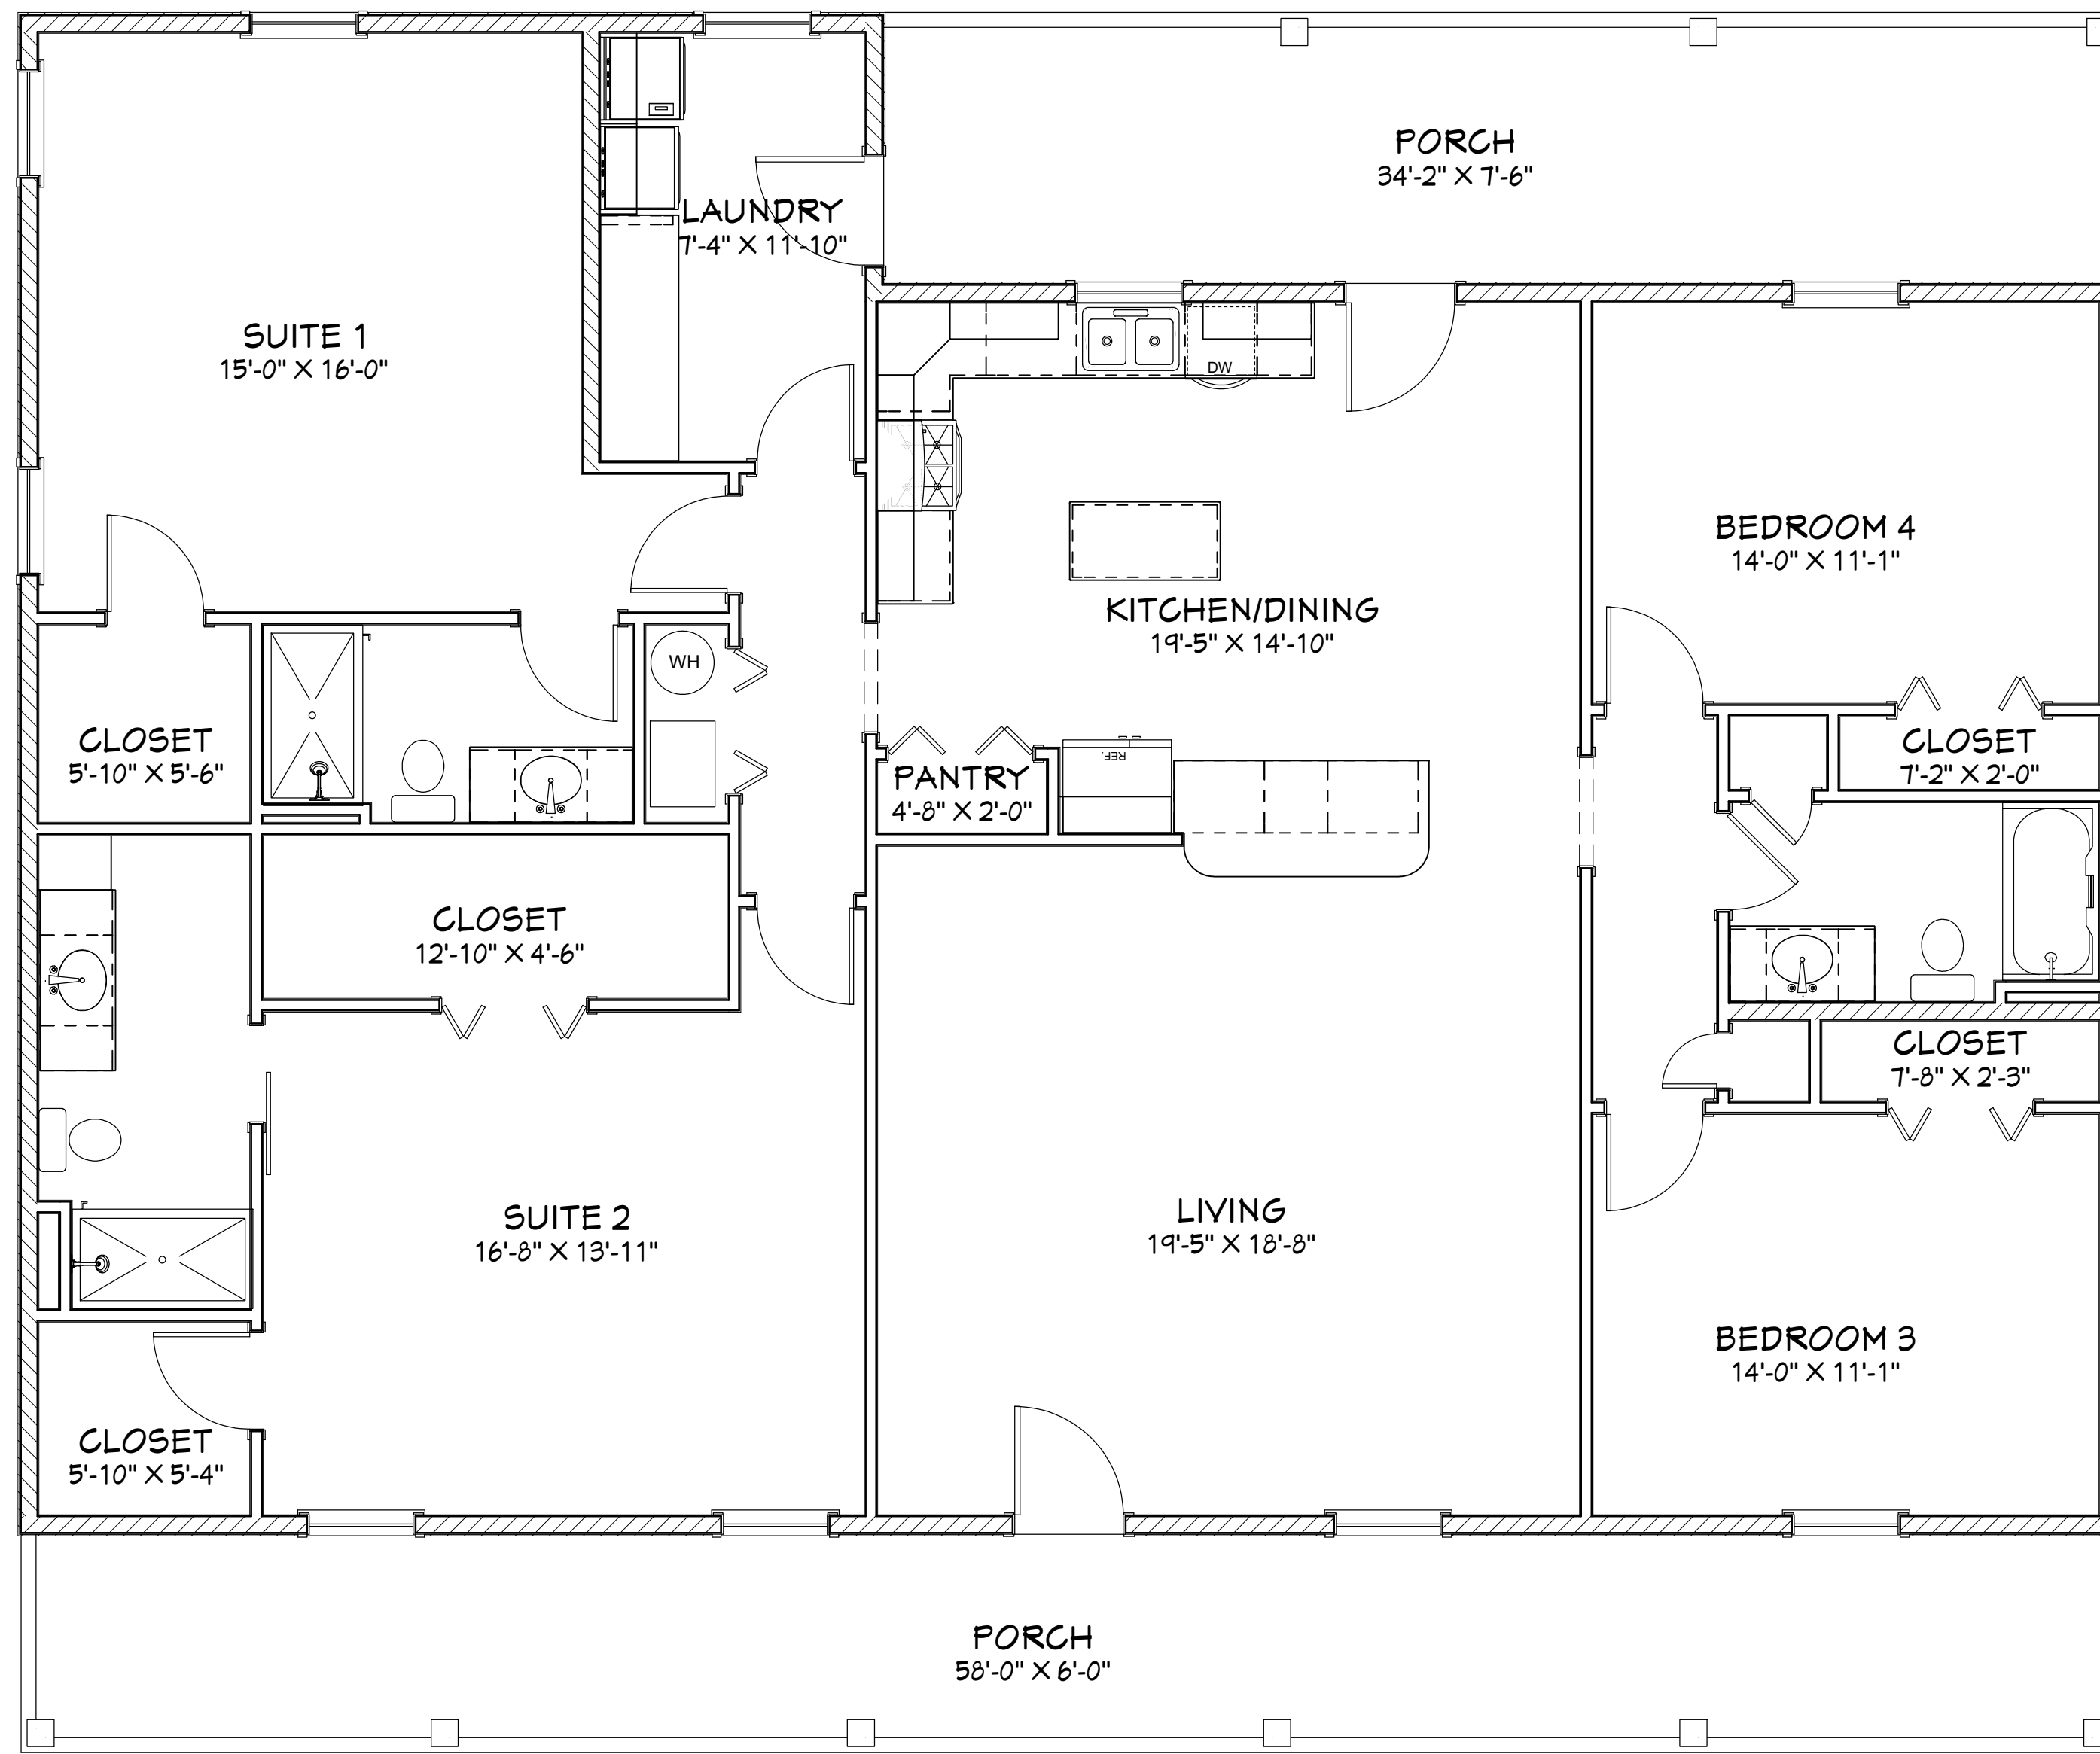 PORCH
34'-2" X 7'-6"
LAUNDRY
7'-4" X 11'-10"
SUITE 1
15'-0" X 16'-0"
DW
BEDROOM 4
14'-0" X 11'-1"
KITCHEN/DINING
19'-5" X 14'-10"
WH
CLOSET
5'-10" X 5'-6"
REF.
PANTRY
4'-8" X 2'-0"
CLOSET
7'-2" X 2'-0"
CLOSET
12'-10" X 4'-6"
CLOSET
7'-8" X 2'-3"
SUITE 2
16'-8" X 13'-11"
LIVING
19'-5" X 18'-8"
BEDROOM 3
14'-0" X 11'-1"
CLOSET
5'-10" X 5'-4"
PORCH
58'-0" X 6'-0"